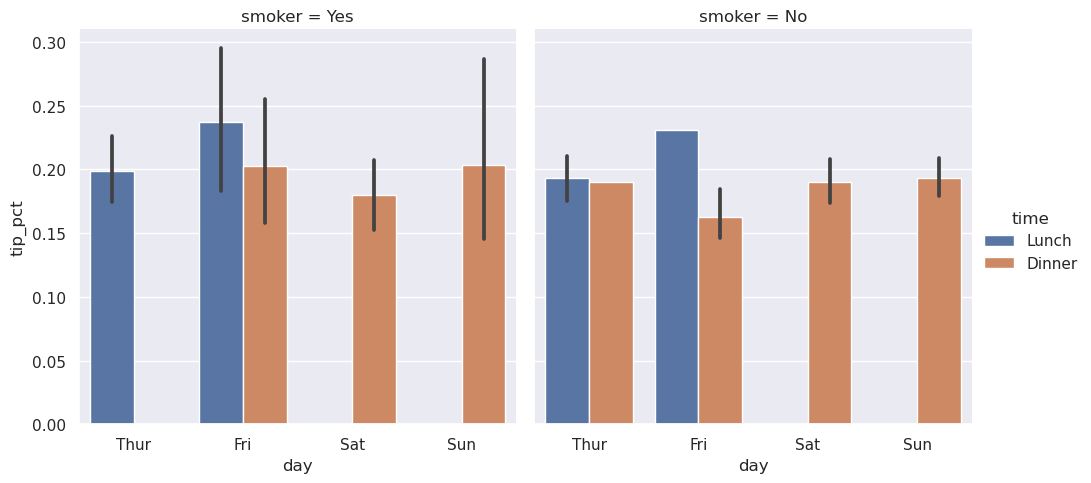 smoker = Yes
smoker = No
0.30
0.25
0.20
0.15
0.10
0.05
0.00
tip_pct
Thur Fri Sat Sun
day
Thur Fri Sat Sun
day
time
Lunch
Dinner